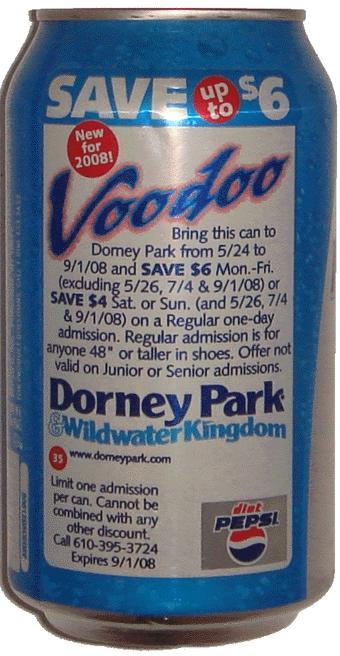 SAVE up to $6
New for 2008!
Voodoo
Bring this can to
Dorney Park from 5/24 to
9/1/08 and SAVE $6 Mon.-Fri.
(excluding 5/26, 7/4 & 9/1/08) or
SAVE $4 Sat. or Sun. (and 5/26, 7/4
& 9/1/08) on a Regular one-day
admission. Regular admission is for
anyone 48" or taller in shoes. Offer not
valid on Junior or Senior admissions.
Dorney Park
& Wildwater Kingdom
35 www.dorneypark.com
Limit one admission
per can. Cannot be
combined with any
other discount.
Call 610-395-3724
Expires 9/1/08
diet
PEPSI